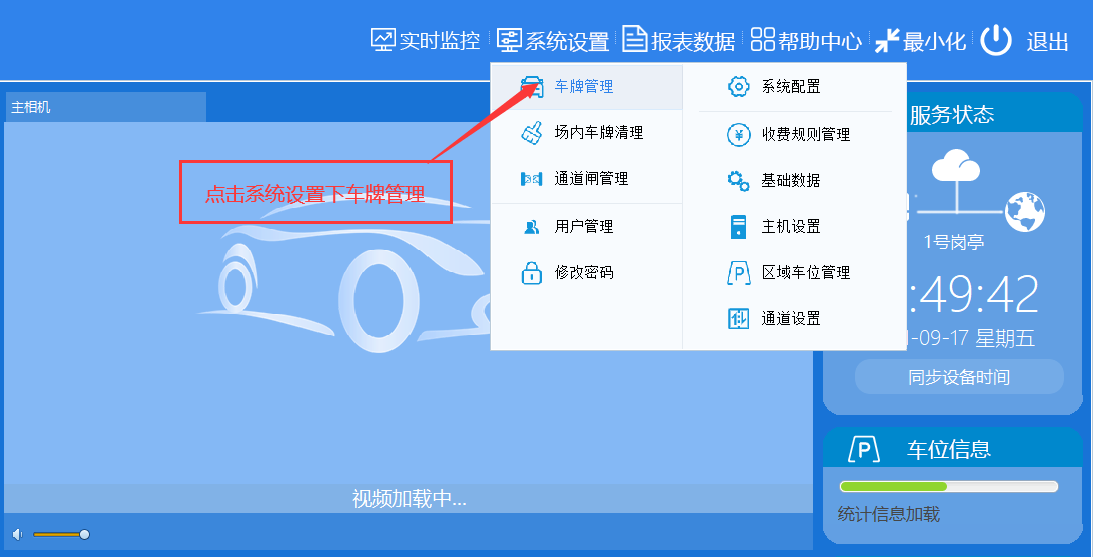 实时监控
系统设置
报表数据
帮助中心
最小化
退出
主相机
点击系统设置下车牌管理
车牌管理
场内车牌清理
通道闸管理
用户管理
修改密码
系统配置
收费规则管理
基础数据
主机设置
区域车位管理
通道设置
视频加载中...
服务状态
1号岗亭
:49:42
-09-17 星期五
同步设备时间
P 车位信息
统计信息加载